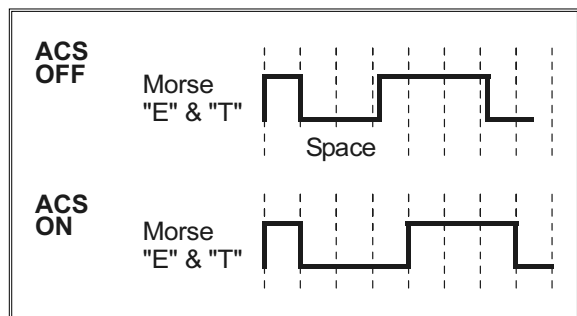 ACS
OFF
Morse
"E" & "T"
Space
ACS
ON
Morse
"E" & "T"